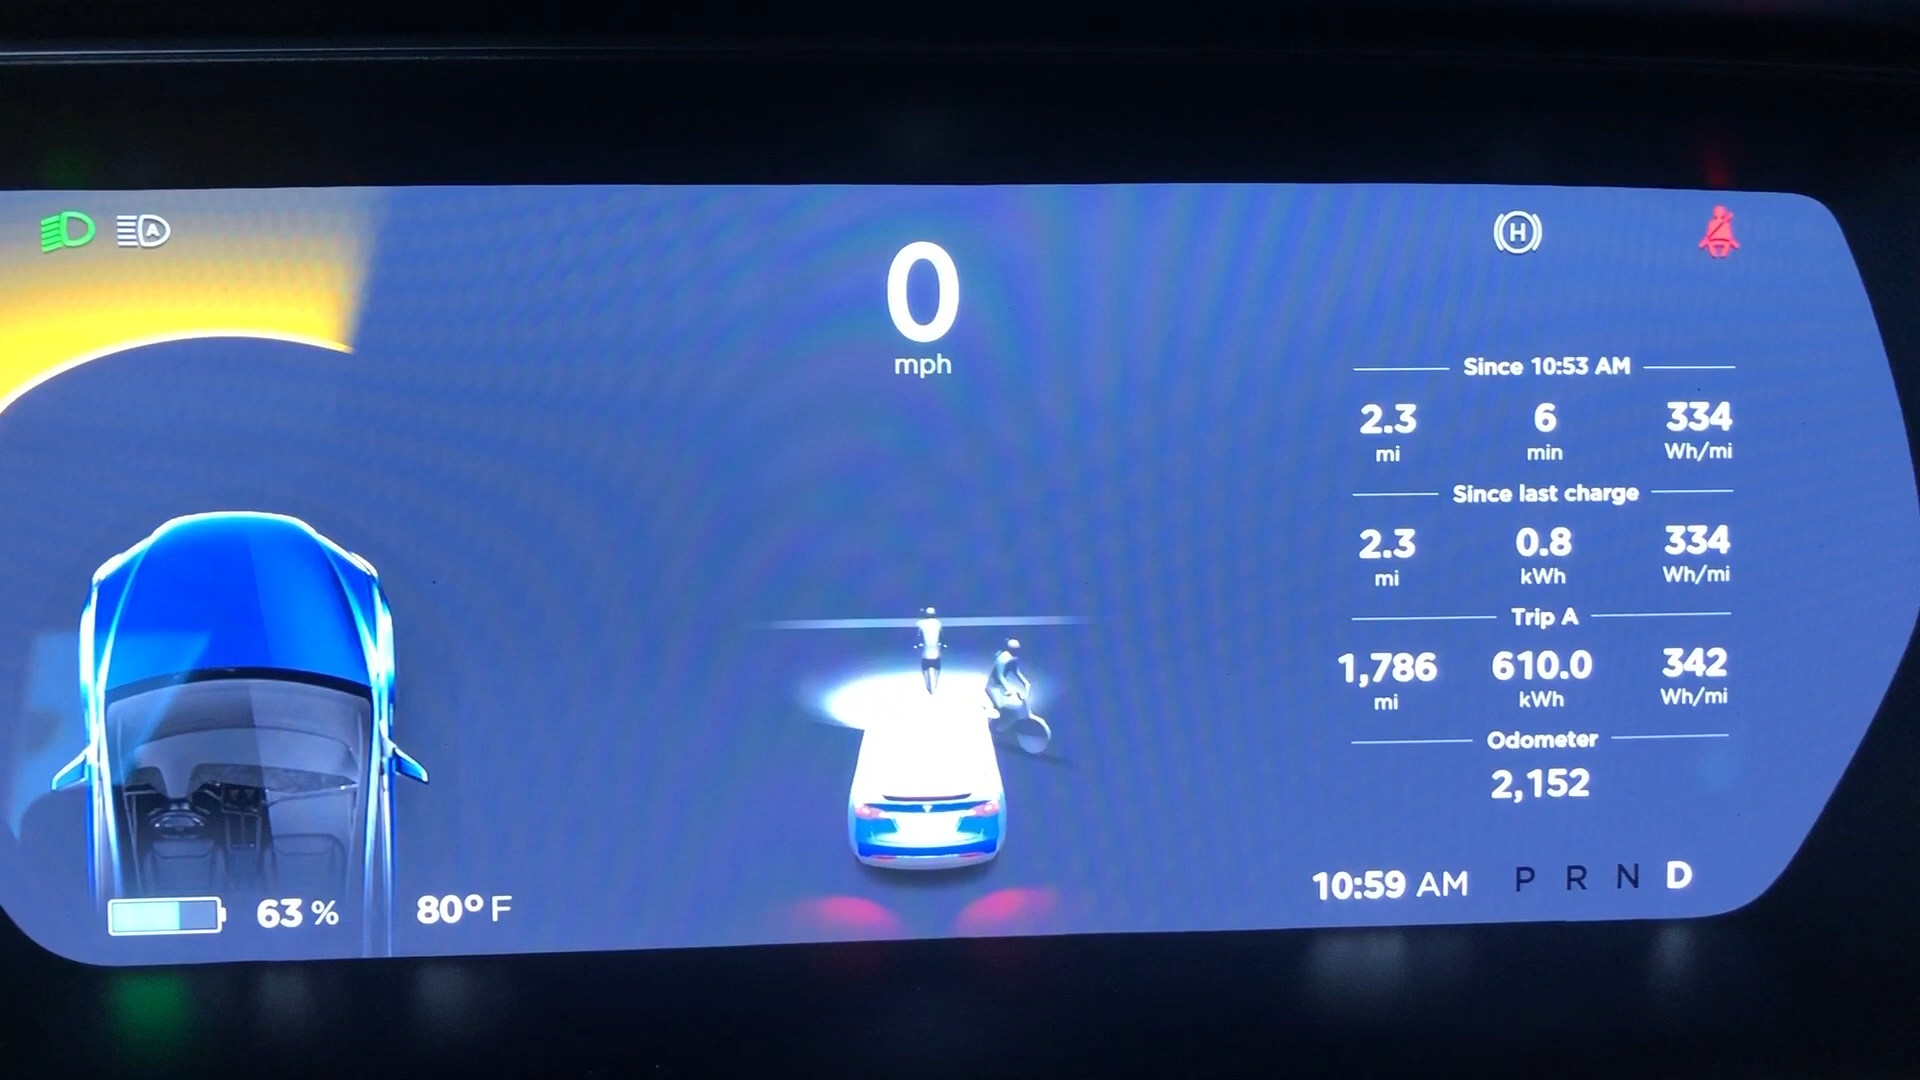 A
0
mph
H
Since 10:53 AM
2.3 6 334
mi min Wh/mi
Since last charge
2.3 0.8 334
mi kWh Wh/mi
Trip A
1,786 610.0 342
mi kWh Wh/mi
Odometer
2,152
63 % 80° F 10:59 AM P R N D